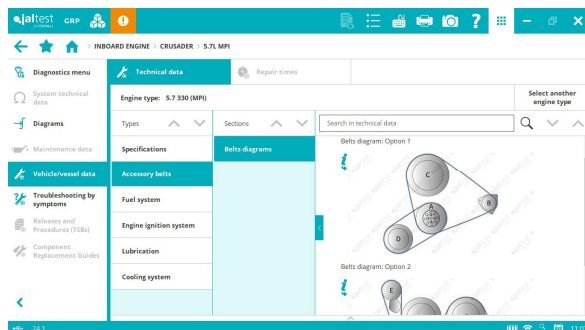 jaltest GRP
INBOARD ENGINE > CRUSADER > 5.7L MPI
Diagnostics menu
System technical data
Diagrams
Maintenance data
Vehicle/vessel data
Troubleshooting by symptoms
Releases and Procedures (TSBs)
Component Replacement Guides
Technical data
Repair times
Engine type: 5.7 330 (MPI)
Select another engine type
Types
Sections
Search in technical data
Specifications
Accessory belts
Fuel system
Engine ignition system
Lubrication
Cooling system
Belts diagrams
Belts diagram: Option 1
C
B
A
D
Belts diagram: Option 2
E
24.1